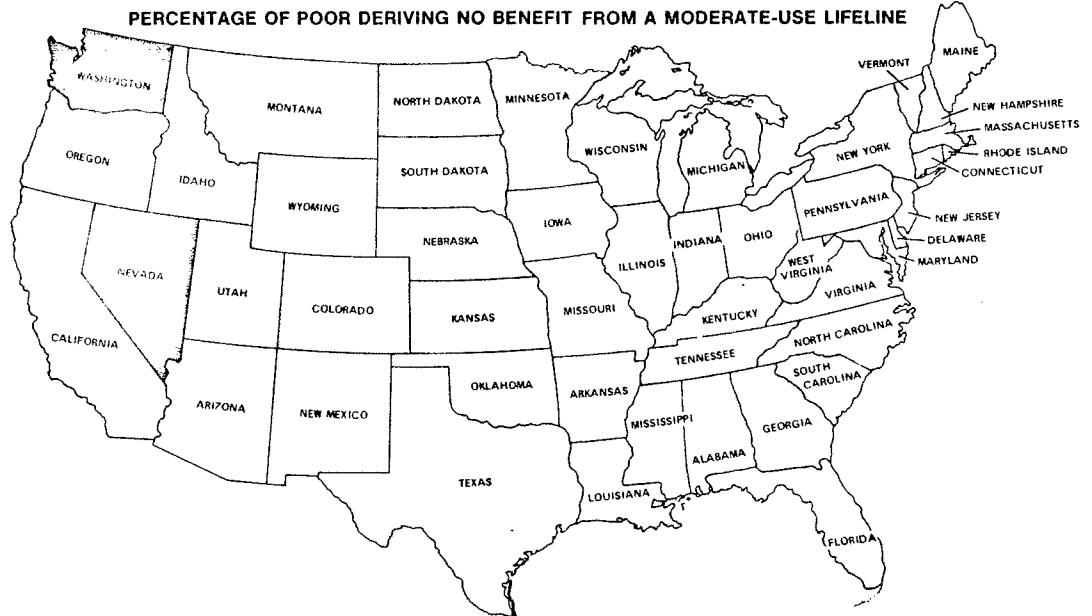 PERCENTAGE OF POOR DERIVING NO BENEFIT FROM A MODERATE-USE LIFELINE
MAINE
VERMONT
WASHINGTON
MONTANA
NORTH DAKOTA
MINNESOTA
NEW HAMPSHIRE
MASSACHUSETTS
RHODE ISLAND
CONNECTICUT
OREGON
IDAHO
WYOMING
SOUTH DAKOTA
WISCONSIN
MICHIGAN
NEW YORK
PENNSYLVANIA
NEW JERSEY
DELAWARE
MARYLAND
NEVADA
UTAH
COLORADO
NEBRASKA
IOWA
ILLINOIS
INDIANA
OHIO
WEST
VIRGINIA
VIRGINIA
CALIFORNIA
KANSAS
MISSOURI
KENTUCKY
NORTH CAROLINA
TENNESSEE
SOUTH
CAROLINA
ARIZONA
NEW MEXICO
OKLAHOMA
ARKANSAS
MISSISSIPPI
ALABAMA
GEORGIA
TEXAS
LOUISIANA
FLORIDA